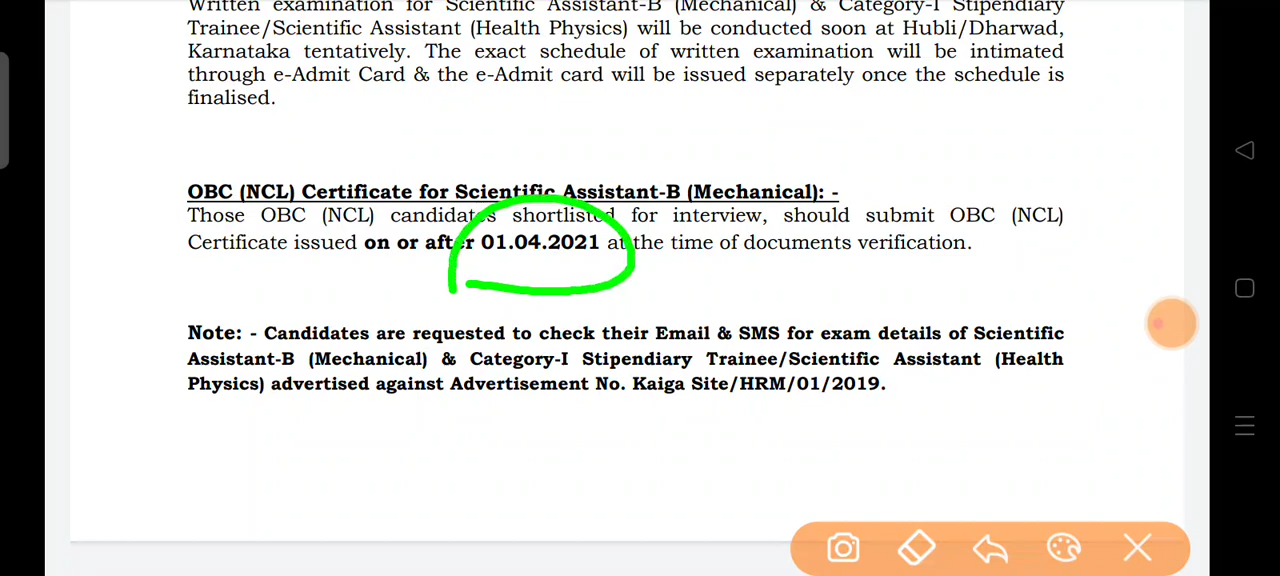 Written examination for Scientific Assistant-B (Mechanical) & Category-I Stipendiary
Trainee/Scientific Assistant (Health Physics) will be conducted soon at Hubli/Dharwad,
Karnataka tentatively. The exact schedule of written examination will be intimated
through e-Admit Card & the e-Admit card will be issued separately once the schedule is
finalised.
OBC (NCL) Certificate for Scientific Assistant-B (Mechanical): -
Those OBC (NCL) candidates shortlisted for interview, should submit OBC (NCL)
Certificate issued on or after 01.04.2021 at the time of documents verification.
Note: - Candidates are requested to check their Email & SMS for exam details of Scientific
Assistant-B (Mechanical) & Category-I Stipendiary Trainee/Scientific Assistant (Health
Physics) advertised against Advertisement No. Kaiga Site/HRM/01/2019.